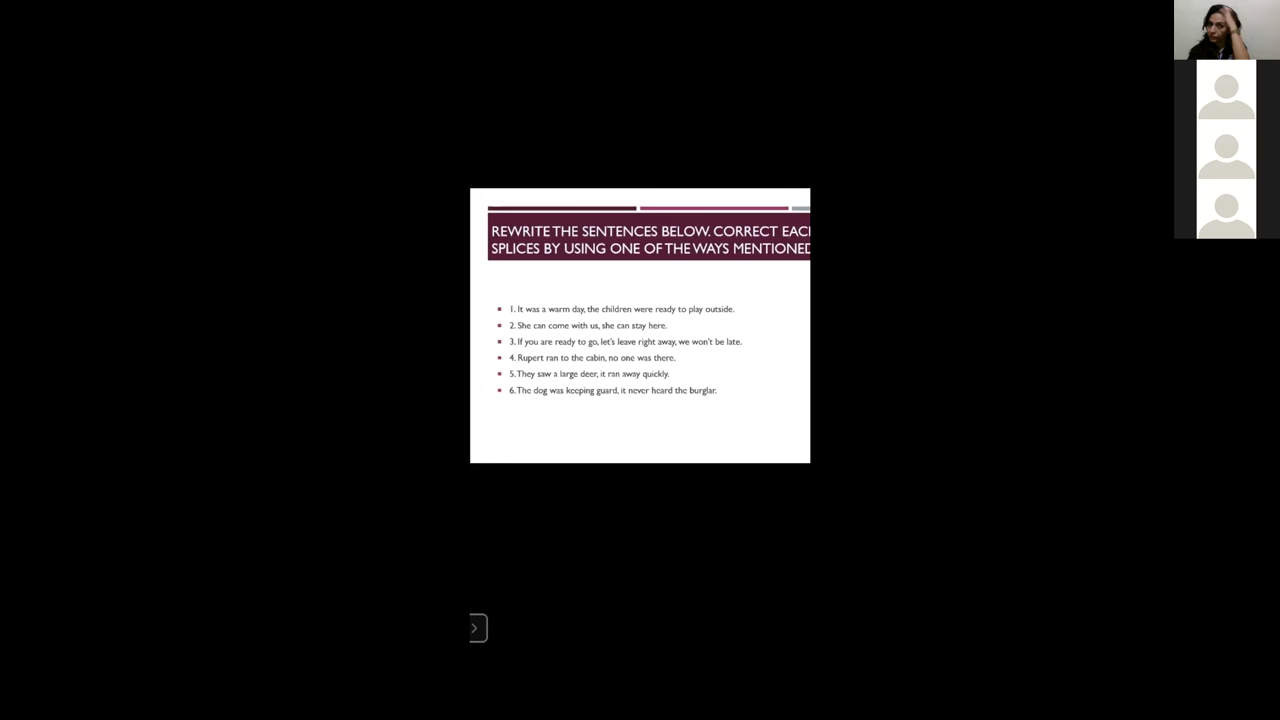 REWRITE THE SENTENCES BELOW. CORRECT EAC
SPLICES BY USING ONE OF THE WAYS MENTIONED
1. It was a warm day, the children were ready to play outside.
2. She can come with us, she can stay here.
3. If you are ready to go, let's leave right away, we won't be late.
4. Rupert ran to the cabin, no one was there.
5. They saw a large deer, it ran away quickly.
6. The dog was keeping guard, it never heard the burglar.